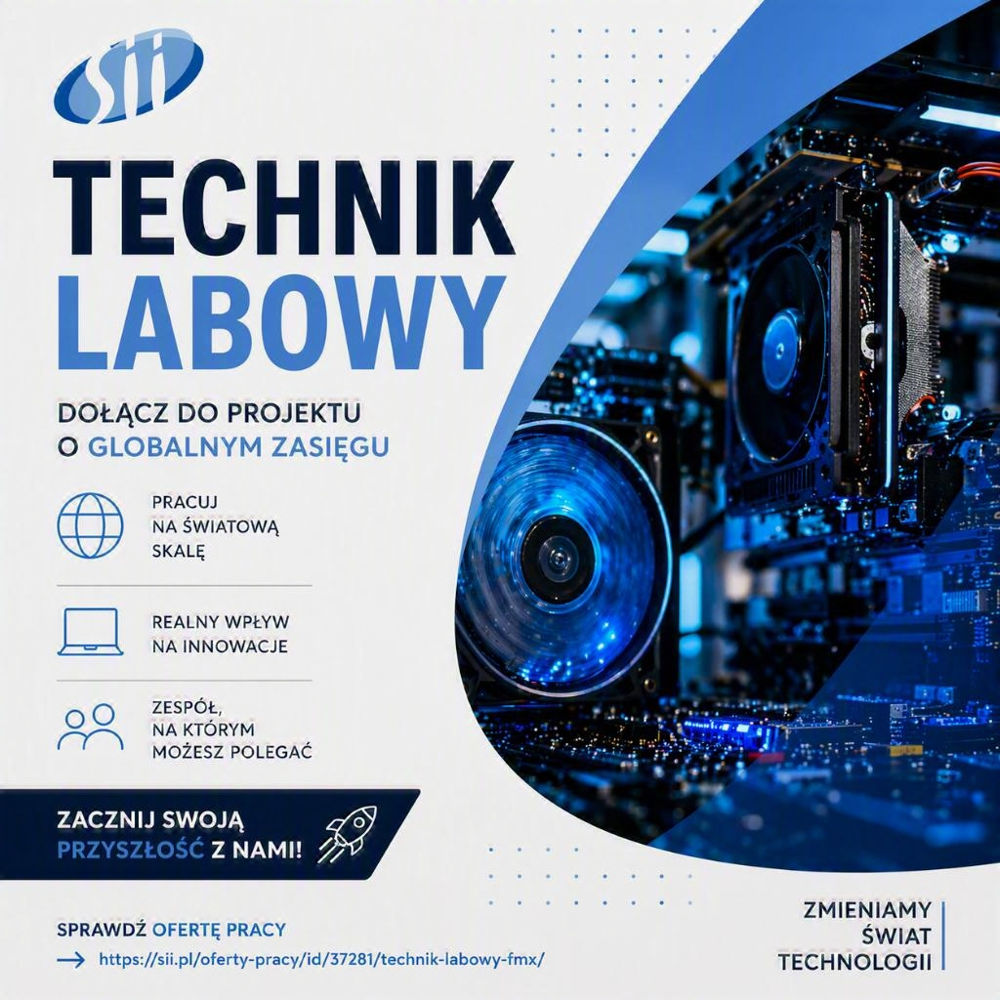 sii
TECHNIK
LABOWY
DOŁĄCZ DO PROJEKTU
O GLOBALNYM ZASIĘGU
PRACUJ
NA ŚWIATOWĄ
SKALĘ
REALNY WPŁYW
NA INNOWACJE
ZESPÓŁ,
NA KTÓRYM
MOŻESZ POLEGAĆ
ZACZNIJ SWOJĄ
PRZYSZŁOŚĆ Z NAMI!
SPRAWDŹ OFERTĘ PRACY
→ https://sii.pl/oferty-pracy/id/37281/technik-labowy-fmx/
ZMIENIAMY
ŚWIAT
TECHNOLOGII